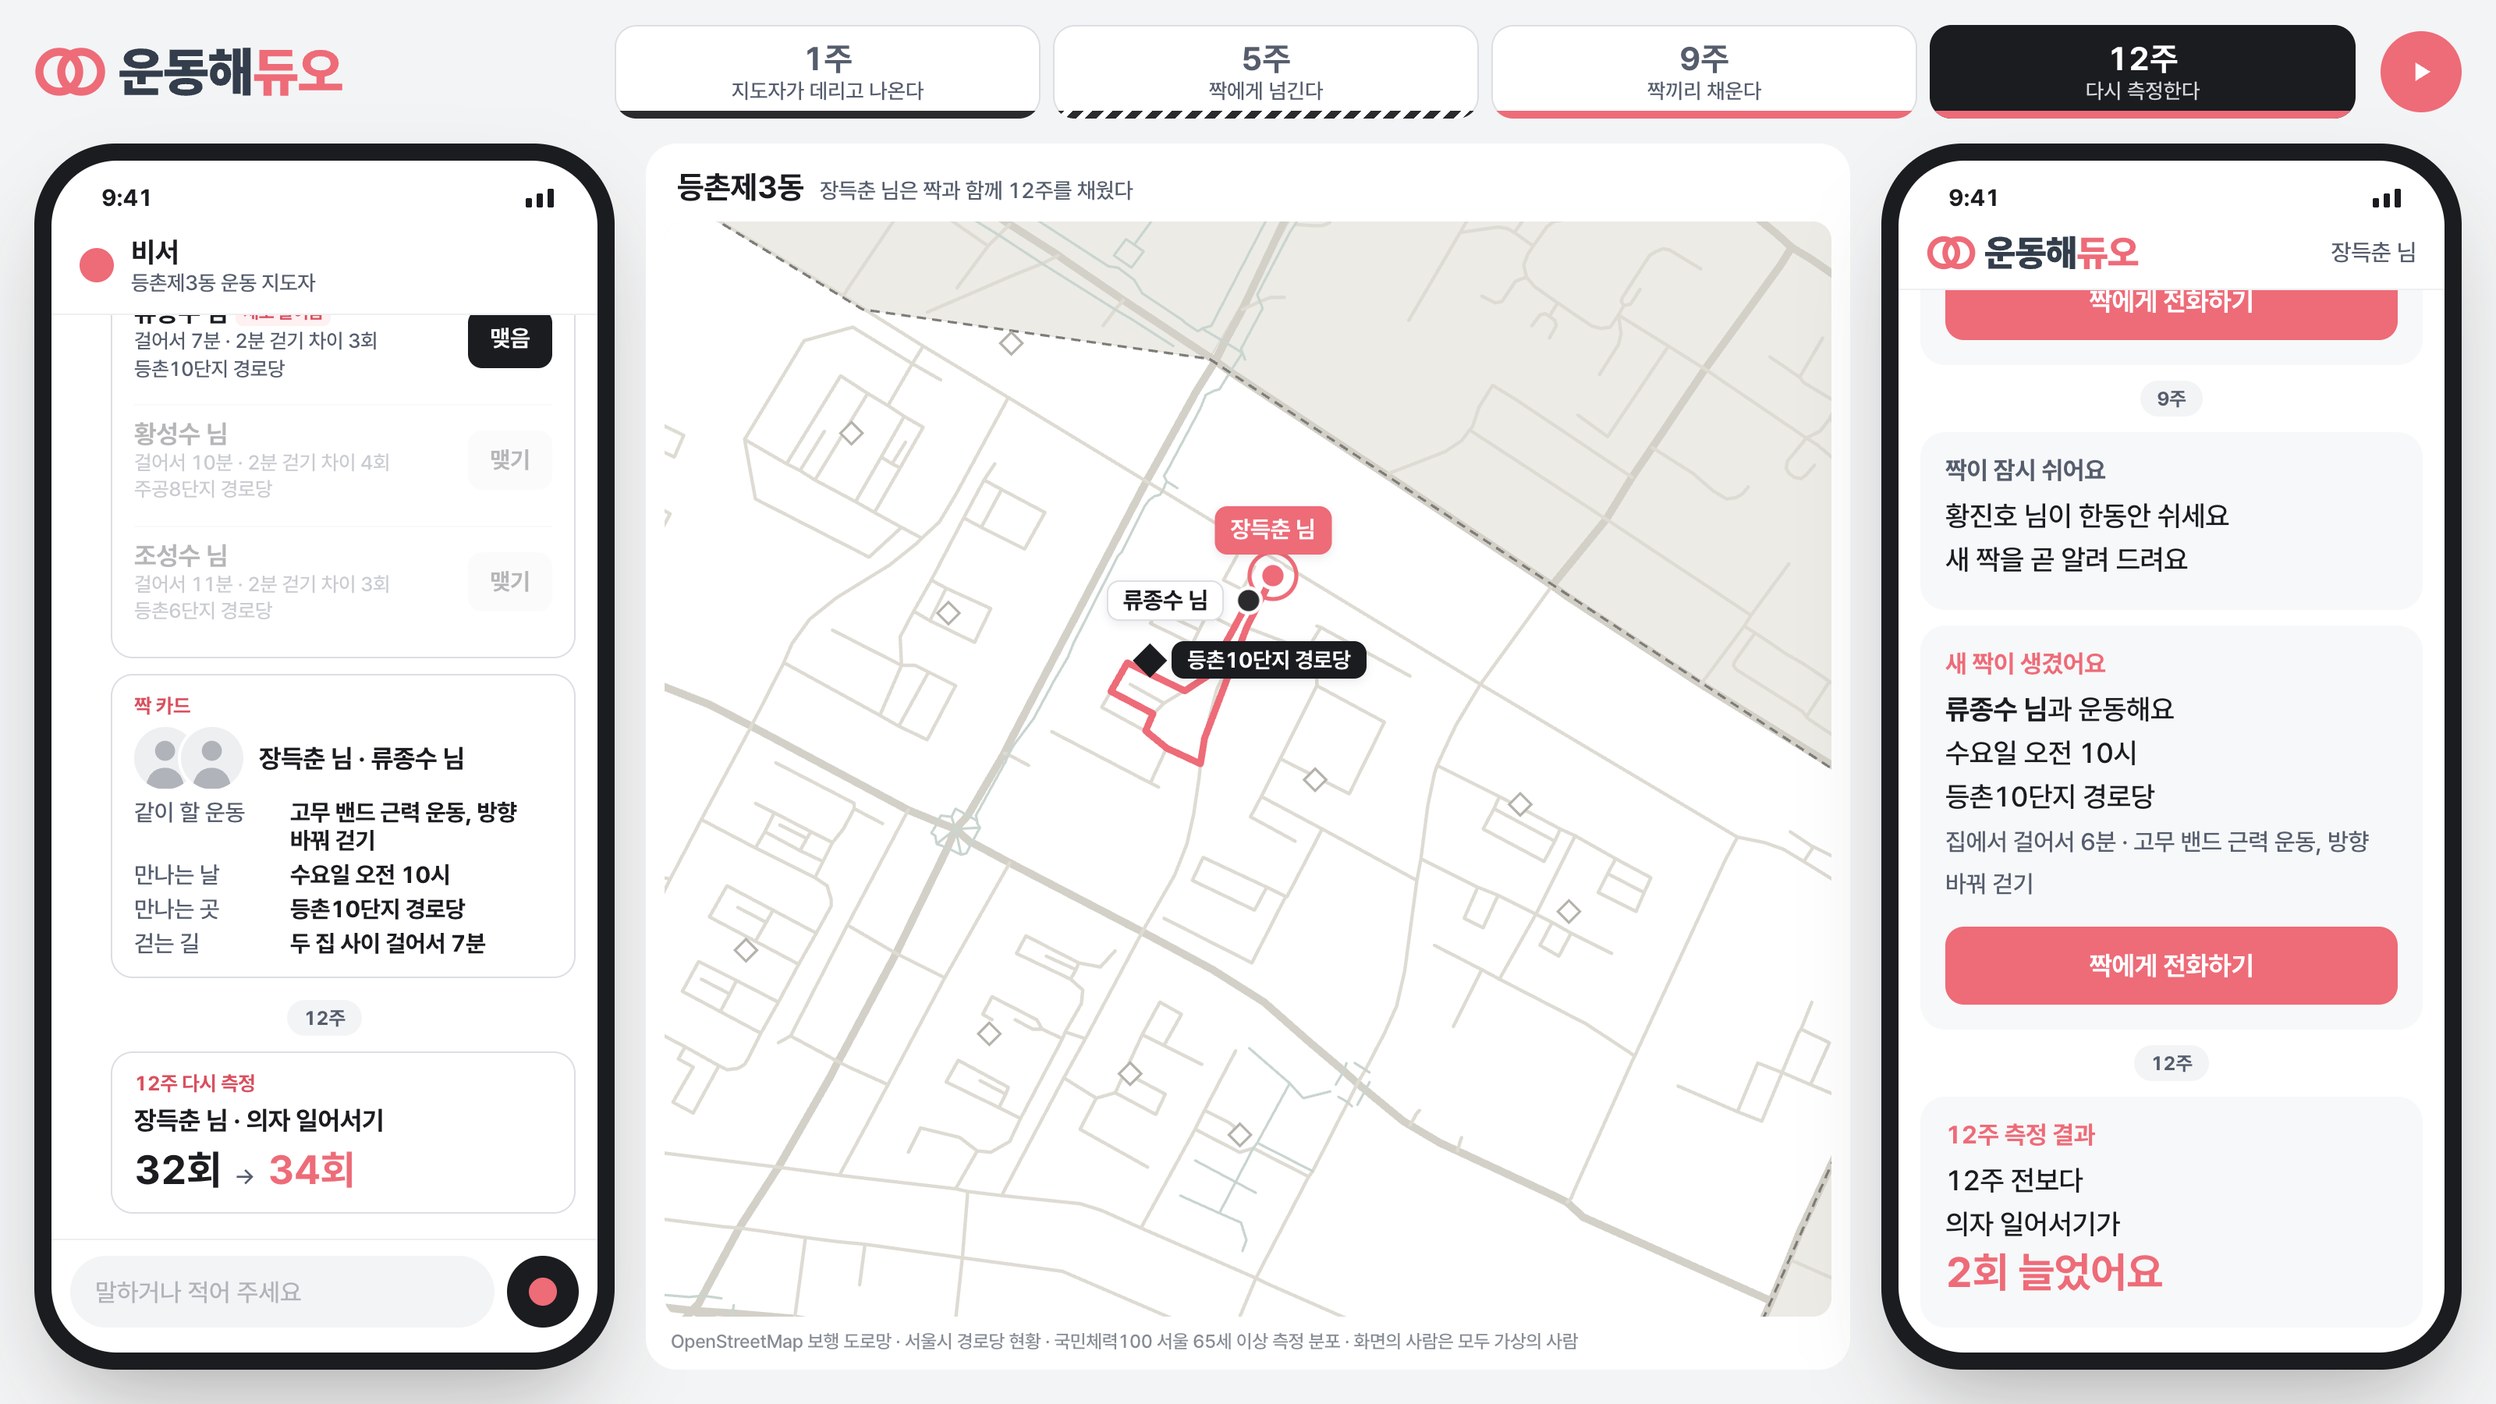 운동해듀오
1주
지도자가 데리고 나온다
5주
짝에게 넘긴다
9주
짝끼리 채운다
12주
다시 측정한다
9:41
비서
등촌제3동 운동 지도자
걸어서 7분 · 2분 걷기 차이 3회
등촌10단지 경로당
맺음
황성수 님
걸어서 10분 · 2분 걷기 차이 4회
주공8단지 경로당
맺기
조성수 님
걸어서 11분 · 2분 걷기 차이 3회
등촌6단지 경로당
맺기
짝 카드
장득춘 님 · 류종수 님
같이 할 운동
고무 밴드 근력 운동, 방향
바꿔 걷기
만나는 날
수요일 오전 10시
만나는 곳
등촌10단지 경로당
걷는 길
두 집 사이 걸어서 7분
12주
12주 다시 측정
장득춘 님 · 의자 일어서기
32회 → 34회
말하거나 적어 주세요
등촌제3동
장득춘 님은 짝과 함께 12주를 채웠다
장득춘 님
류종수 님
등촌10단지 경로당
OpenStreetMap 보행 도로망 · 서울시 경로당 현황 · 국민체력100 서울 65세 이상 측정 분포 · 화면의 사람은 모두 가상의 사람
9:41
운동해듀오
장득춘 님
짝에게 전화하기
9주
짝이 잠시 쉬어요
황진호 님이 한동안 쉬세요
새 짝을 곧 알려 드려요
새 짝이 생겼어요
류종수 님과 운동해요
수요일 오전 10시
등촌10단지 경로당
집에서 걸어서 6분 · 고무 밴드 근력 운동, 방향
바꿔 걷기
짝에게 전화하기
12주
12주 측정 결과
12주 전보다
의자 일어서기가
2회 늘었어요